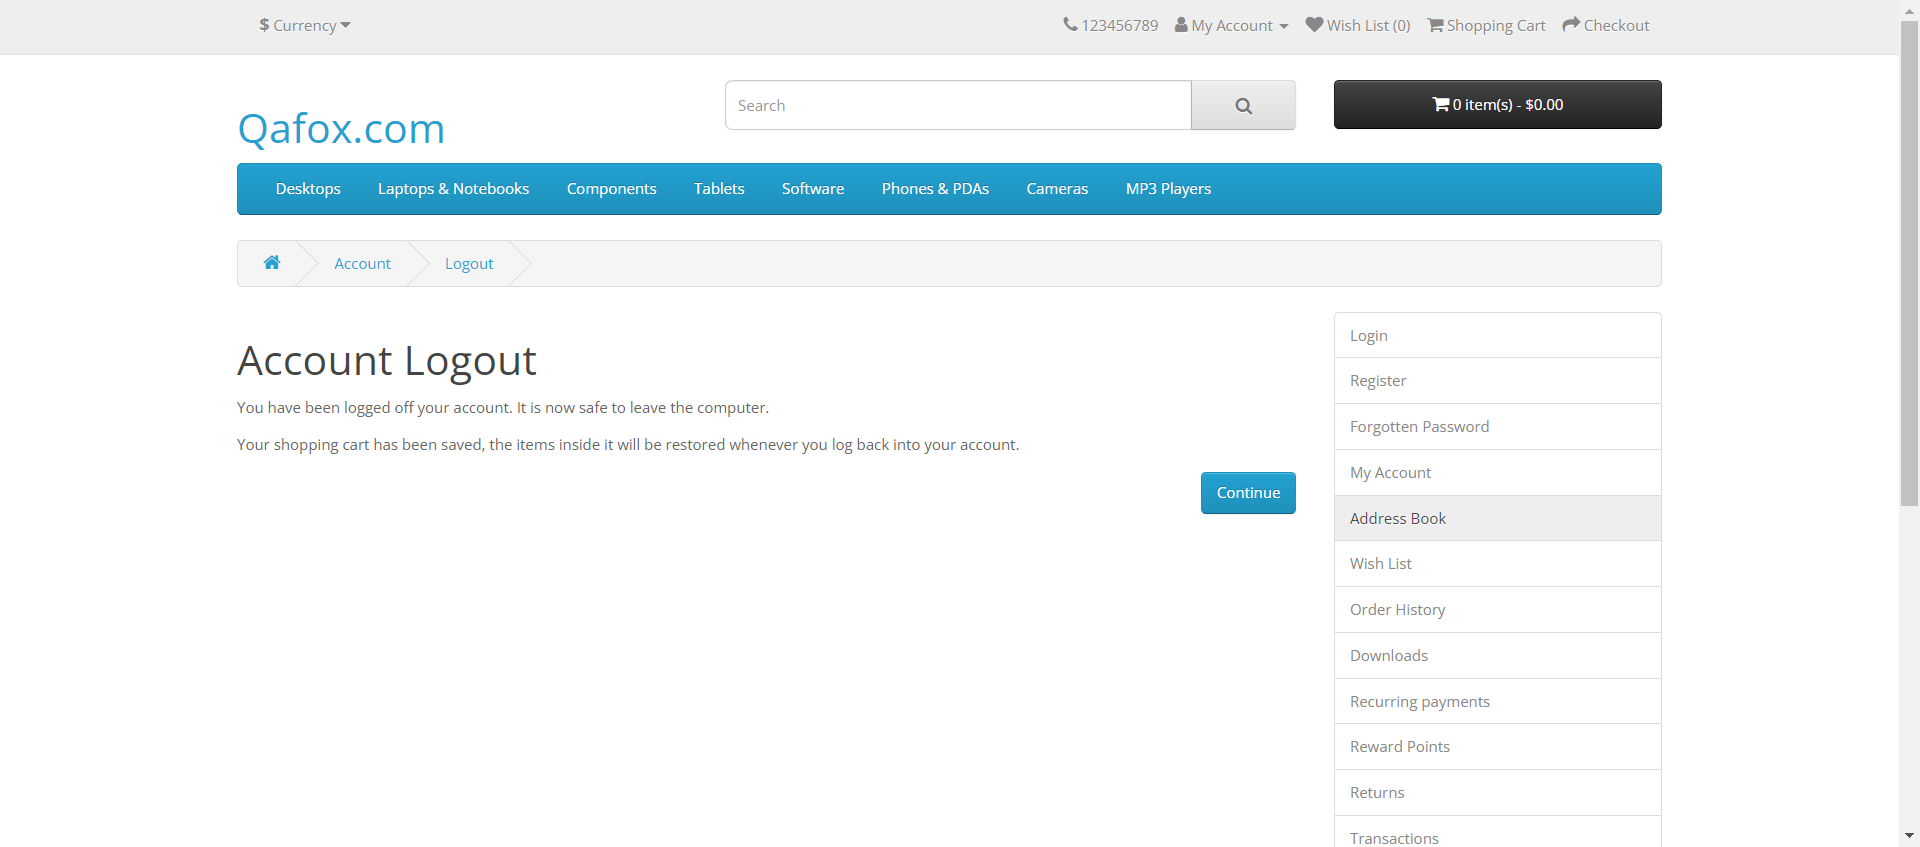 $ Currency
123456789 My Account Wish List (0) Shopping Cart Checkout
Qafox.com
Search
0 item(s) - $0.00
Desktops Laptops & Notebooks Components Tablets Software Phones & PDAs Cameras MP3 Players
Account Logout
Account Logout
You have been logged off your account. It is now safe to leave the computer.
Your shopping cart has been saved, the items inside it will be restored whenever you log back into your account.
Continue
Login
Register
Forgotten Password
My Account
Address Book
Wish List
Order History
Downloads
Recurring payments
Reward Points
Returns
Transactions